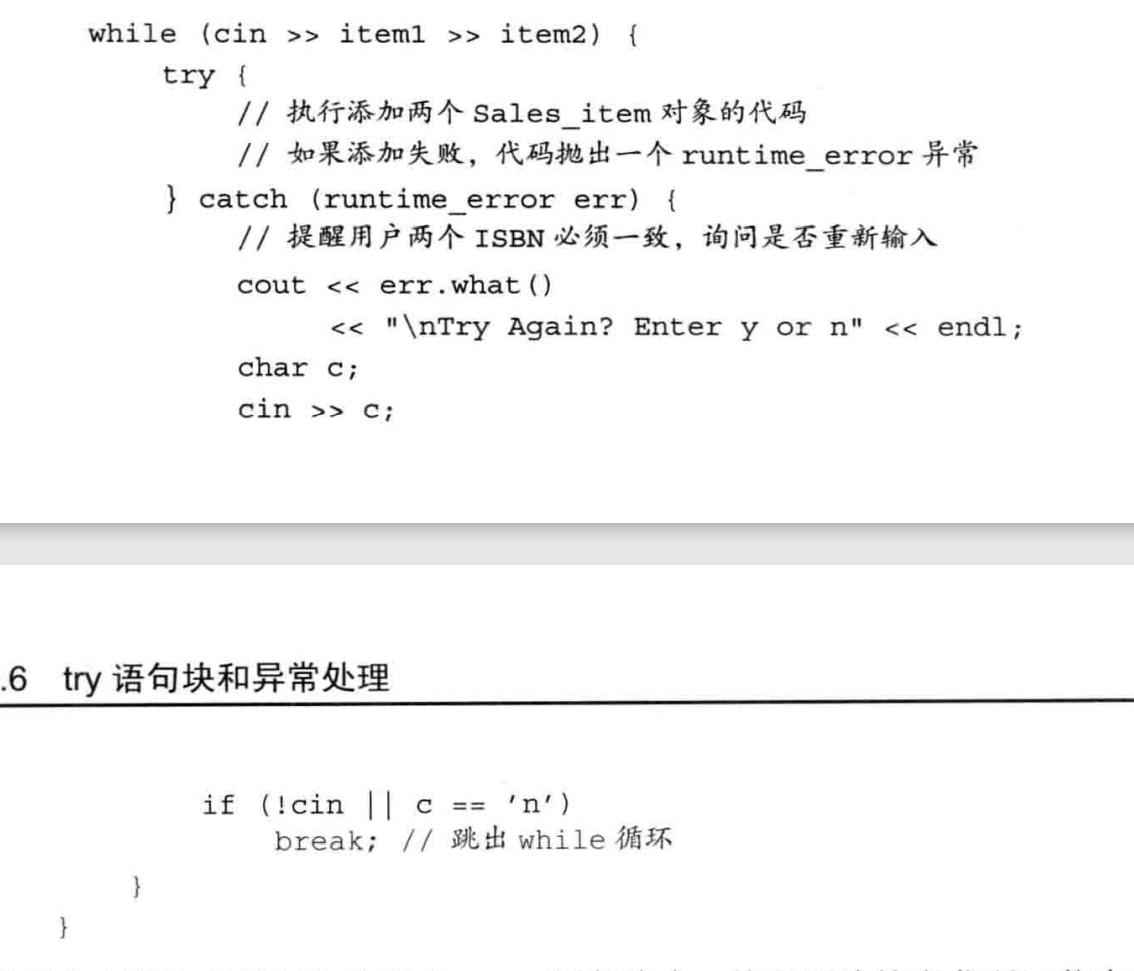 while (cin >> item1 >> item2) {
try {
// 执行添加两个 Sales_item 对象的代码
// 如果添加失败，代码抛出一个 runtime_error 异常
} catch (runtime_error err) {
// 提醒用户两个 ISBN 必须一致，询问是否重新输入
cout << err.what()
<< "\nTry Again? Enter y or n" << endl;
char c;
cin >> c;
.6 try 语句块和异常处理
if (!cin || c == 'n')
break; // 跳出 while 循环
}
}